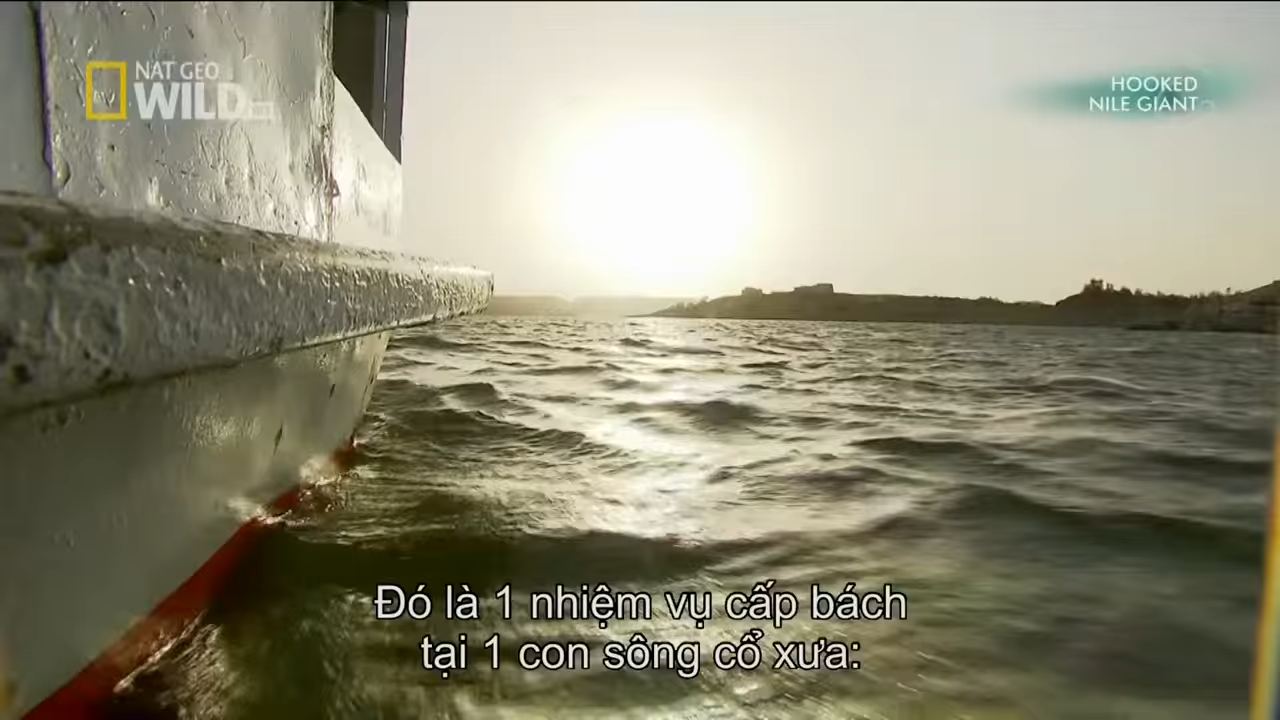 NAT GEO
WILD
HOOKED
NILE GIANT
Đó là 1 nhiệm vụ cấp bách
tại 1 con sông cổ xưa: